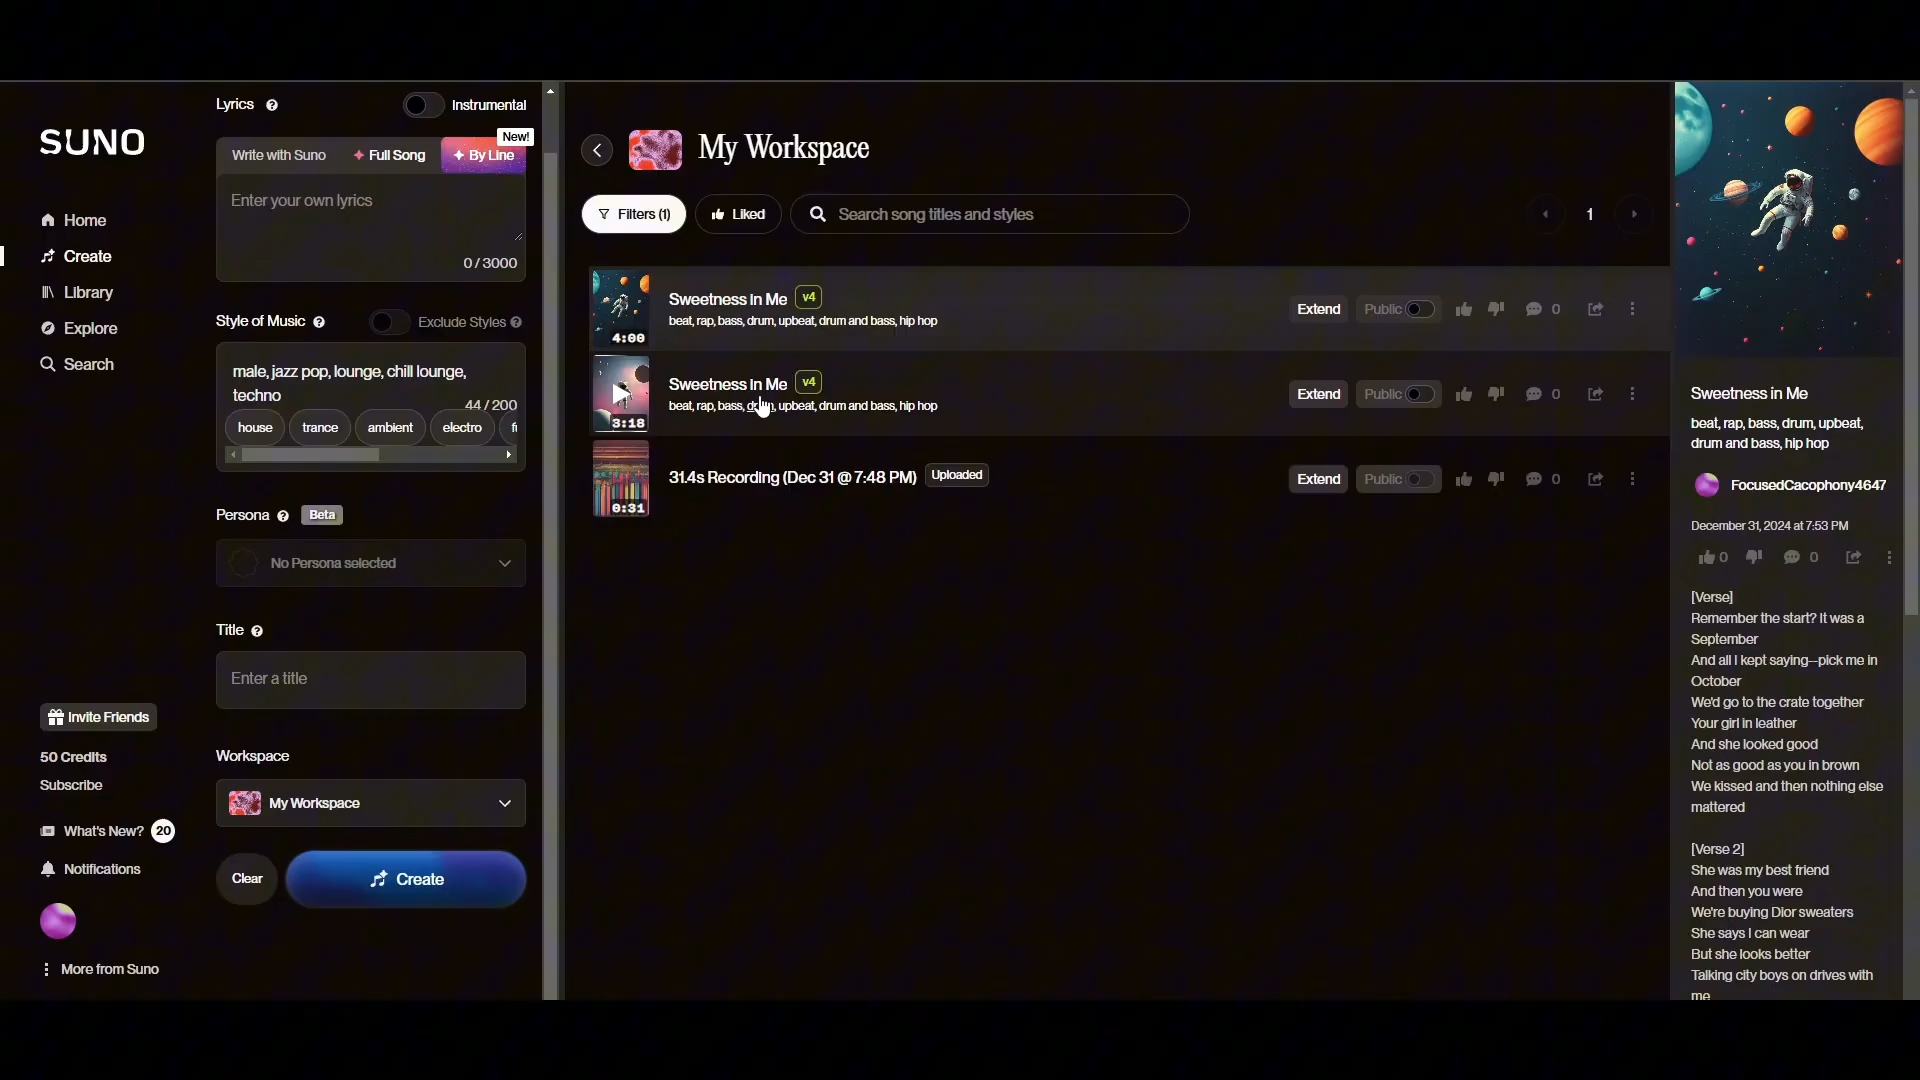 SUNO
Home
Create
Library
Explore
Search
Invite Friends
50 Credits
Subscribe
What's New? 20
Notifications
More from Suno
Lyrics
Instrumental
New!
Write with Suno
Full Song
By Line
Enter your own lyrics
0 / 3000
Style of Music
Exclude Styles
male, jazz pop, lounge, chill lounge,
techno
44 / 200
house
trance
ambient
electro
Persona
Beta
No Persona selected
Title
Enter a title
Workspace
My Workspace
Clear
Create
My Workspace
Filters (1)
Liked
Search song titles and styles
1
4:00
Sweetness in Me v4
beat, rap, bass, drum, upbeat, drum and bass, hip hop
Extend
Public
0
3:18
Sweetness in Me v4
beat, rap, bass, drum, upbeat, drum and bass, hip hop
Extend
Public
0
0:31
31.4s Recording (Dec 31 @ 7:48 PM) Uploaded
Extend
Public
0
Sweetness in Me
beat, rap, bass, drum, upbeat,
drum and bass, hip hop
FocusedCacophony4647
December 31, 2024 at 7:53 PM
0
0
[Verse]
Remember the start? It was a
September
And all I kept saying--pick me in
October
We'd go to the crate together
Your girl in leather
And she looked good
Not as good as you in brown
We kissed and then nothing else
mattered
[Verse 2]
She was my best friend
And then you were
We're buying Dior sweaters
She says I can wear
But she looks better
Talking city boys on drives with
me